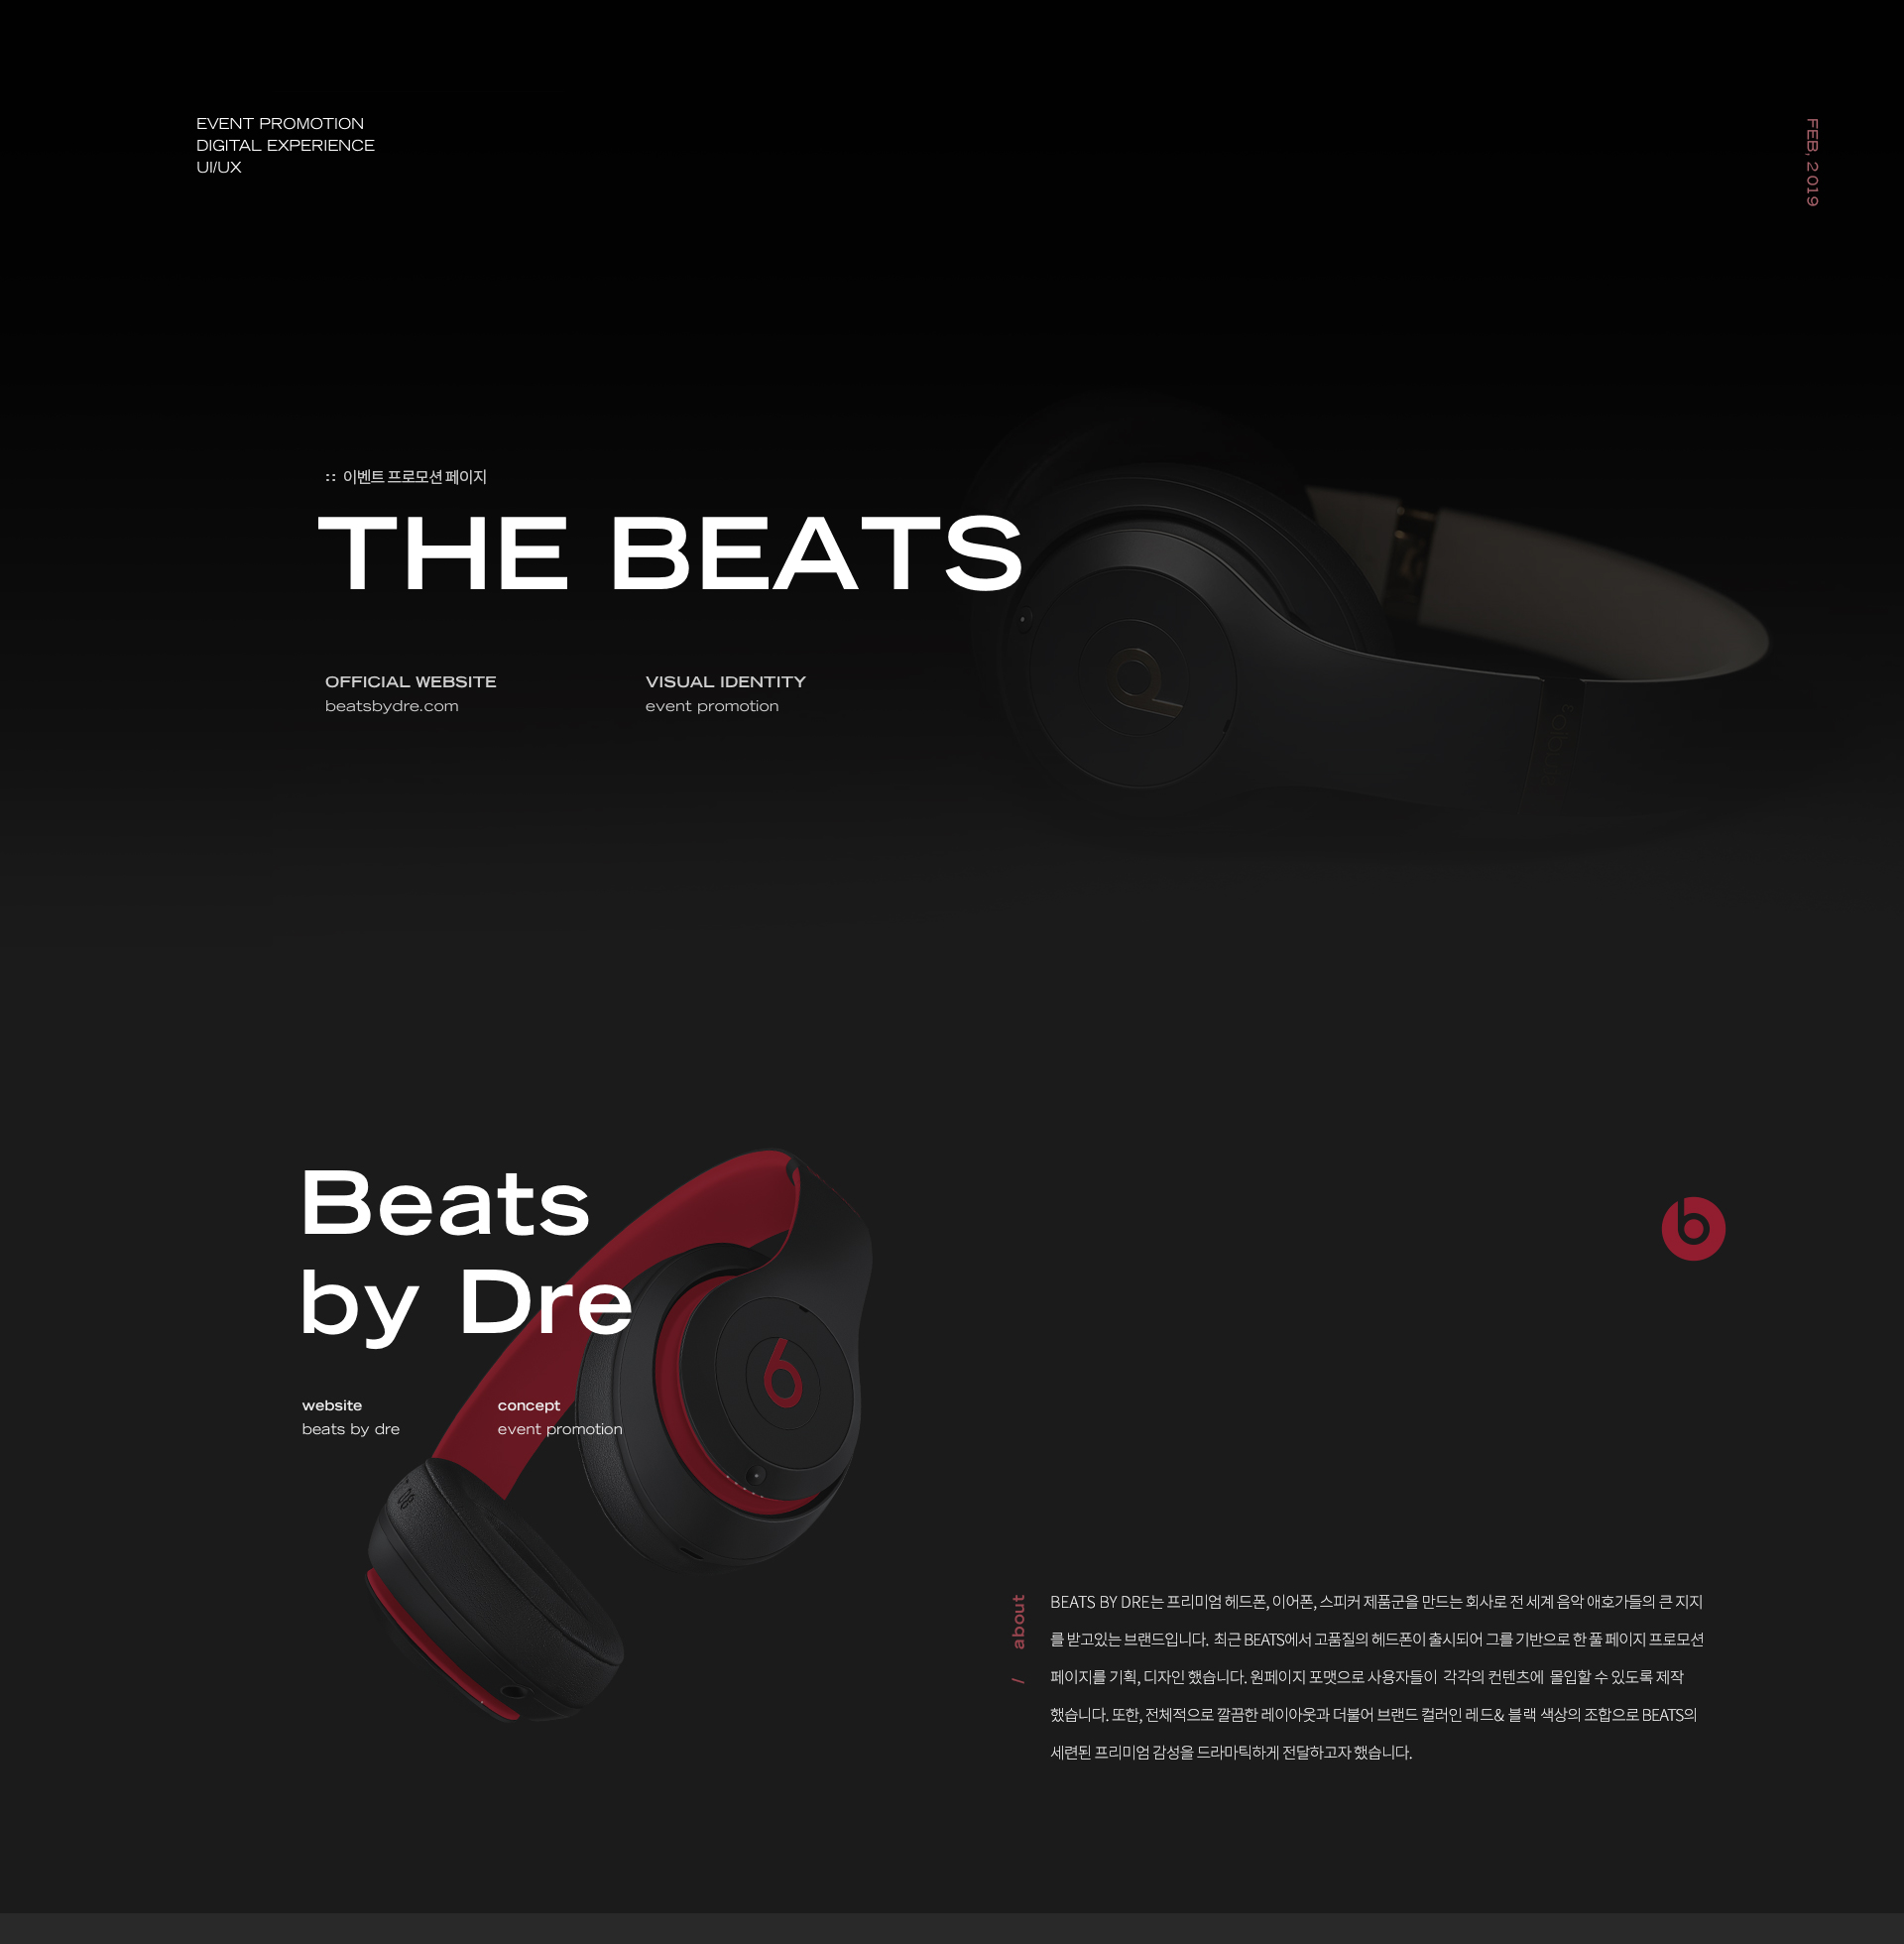 EVENT PROMOTION
DIGITAL EXPERIENCE
UI/UX
FEB, 2019
:: 이벤트 프로모션 페이지
THE BEATS
OFFICIAL WEBSITE
beatsbydre.com
VISUAL IDENTITY
event promotion
Beats
by Dre
website
beats by dre
concept
event promotion
/ about
BEATS BY DRE는 프리미엄 헤드폰, 이어폰, 스피커 제품군을 만드는 회사로 전 세계 음악 애호가들의 큰 지지
를 받고있는 브랜드입니다. 최근 BEATS에서 고품질의 헤드폰이 출시되어 그를 기반으로 한 풀 페이지 프로모션
페이지를 기획, 디자인 했습니다. 원페이지 포맷으로 사용자들이 각각의 컨텐츠에 몰입할 수 있도록 제작
했습니다. 또한, 전체적으로 깔끔한 레이아웃과 더불어 브랜드 컬러인 레드& 블랙 색상의 조합으로 BEATS의
세련된 프리미엄 감성을 드라마틱하게 전달하고자 했습니다.